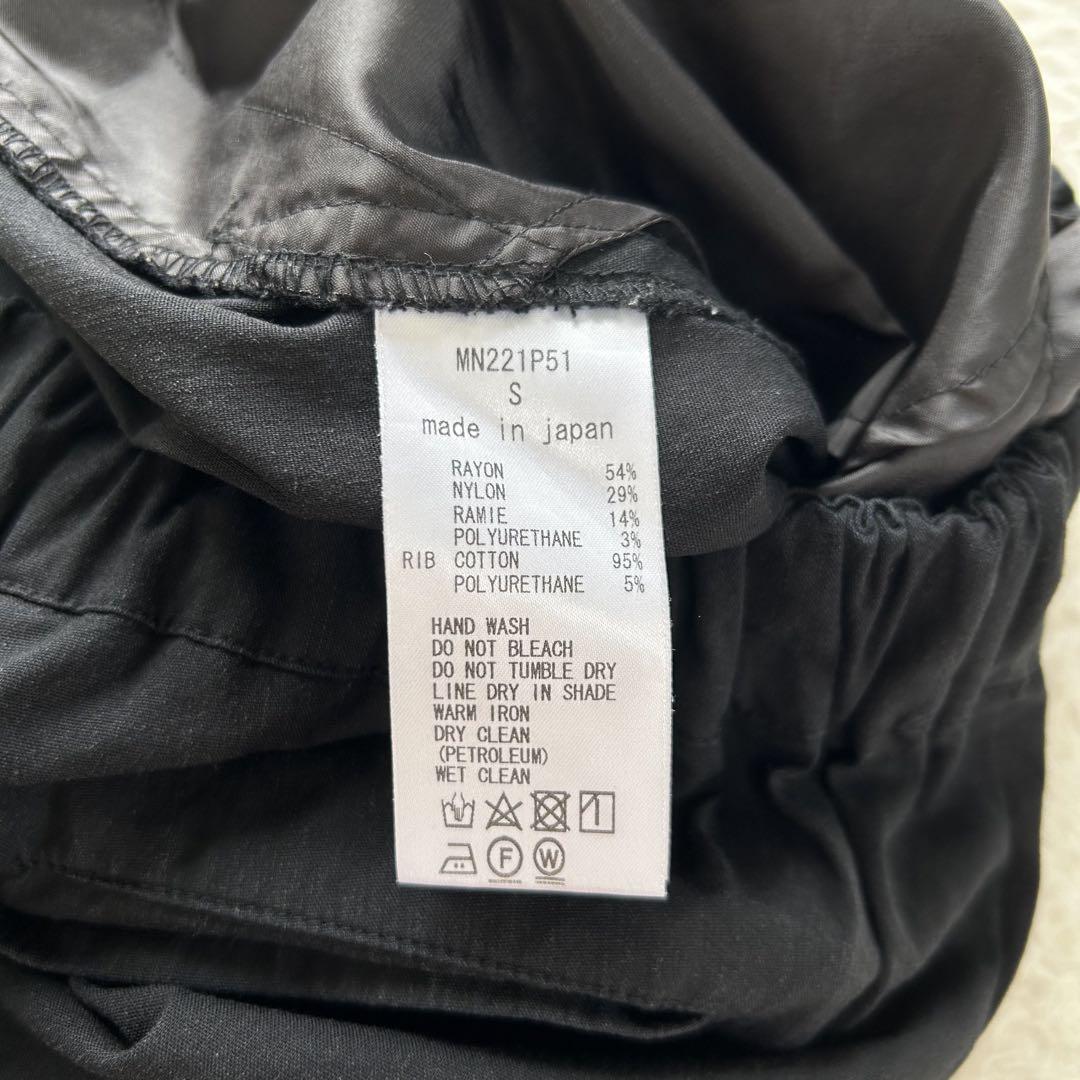 MN221P51
S
made in japan
RAYON 54%
NYLON 29%
RAMIE 14%
POLYURETHANE 3%
RIB COTTON 95%
POLYURETHANE 5%
HAND WASH
DO NOT BLEACH
DO NOT TUMBLE DRY
LINE DRY IN SHADE
WARM IRON
DRY CLEAN
(PETROLEUM)
WET CLEAN
F W